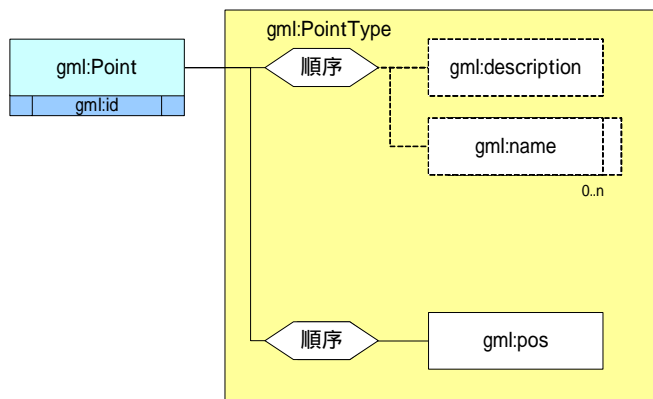 gml:PointType
gml:Point
gml:id
順序
gml:description
gml:name
0..n
順序
gml:pos